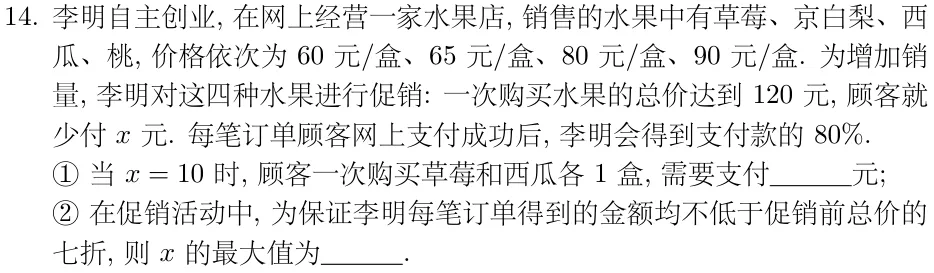 14. 李明自主创业, 在网上经营一家水果店, 销售的水果中有草莓、京白梨、西
瓜、桃, 价格依次为 60 元/盒、65 元/盒、80 元/盒、90 元/盒. 为增加销
量, 李明对这四种水果进行促销: 一次购买水果的总价达到 120 元, 顾客就
少付 x 元. 每笔订单顾客网上支付成功后, 李明会得到支付款的 80%.
① 当 x = 10 时, 顾客一次购买草莓和西瓜各 1 盒, 需要支付______元;
② 在促销活动中, 为保证李明每笔订单得到的金额均不低于促销前总价的
七折, 则 x 的最大值为______.